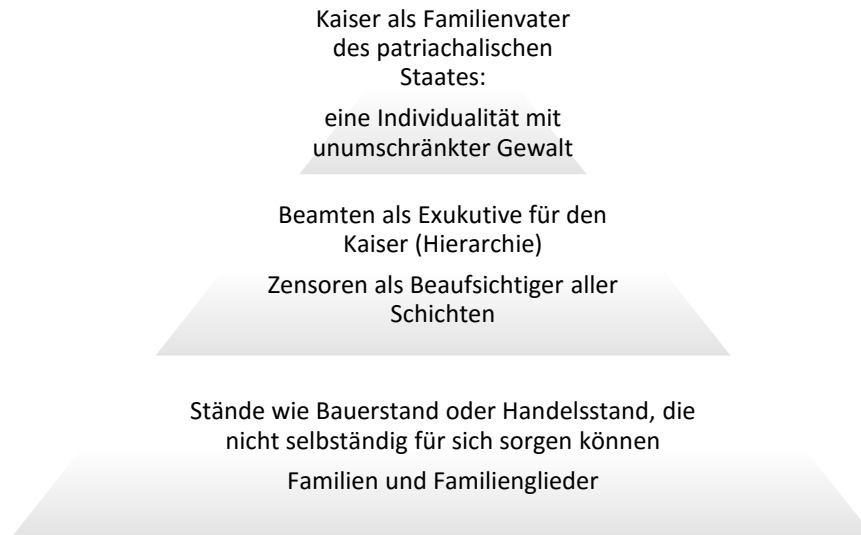 Kaiser als Familienvater
des patriachalischen
Staates:
eine Individualität mit
unumschränkter Gewalt
Beamten als Exukutive für den
Kaiser (Hierarchie)
Zensoren als Beaufsichtiger aller
Schichten
Stände wie Bauerstand oder Handelsstand, die
nicht selbständig für sich sorgen können
Familien und Familienglieder